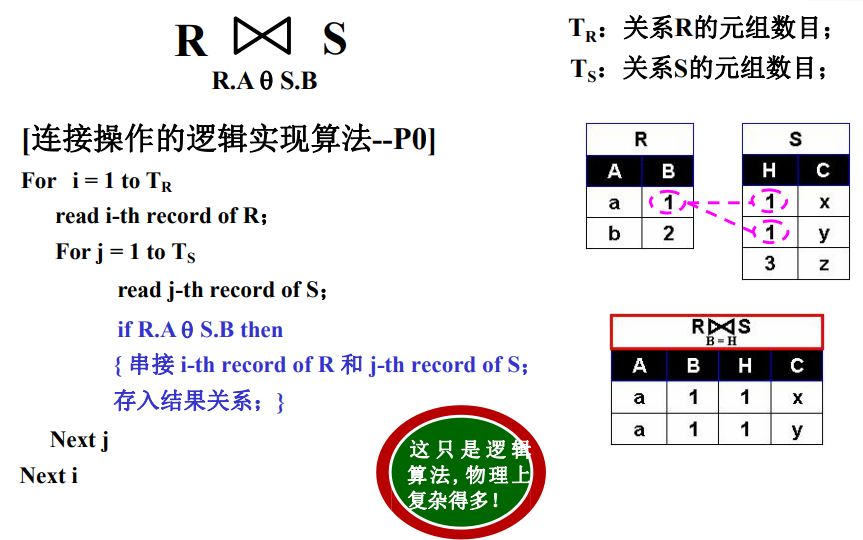 R ⋈ S
R.A θ S.B
T_R：关系R的元组数目；
T_S：关系S的元组数目；
[连接操作的逻辑实现算法--P0]
For i = 1 to T_R
read i-th record of R；
For j = 1 to T_S
read j-th record of S；
if R.A θ S.B then
{ 串接 i-th record of R 和 j-th record of S；
存入结果关系；}
Next j
Next i
R
A B
a 1
b 2
S
H C
1 x
1 y
3 z
R⋈S
B = H
A B H C
a 1 1 x
a 1 1 y
这只是逻辑
算法, 物理上
复杂得多！